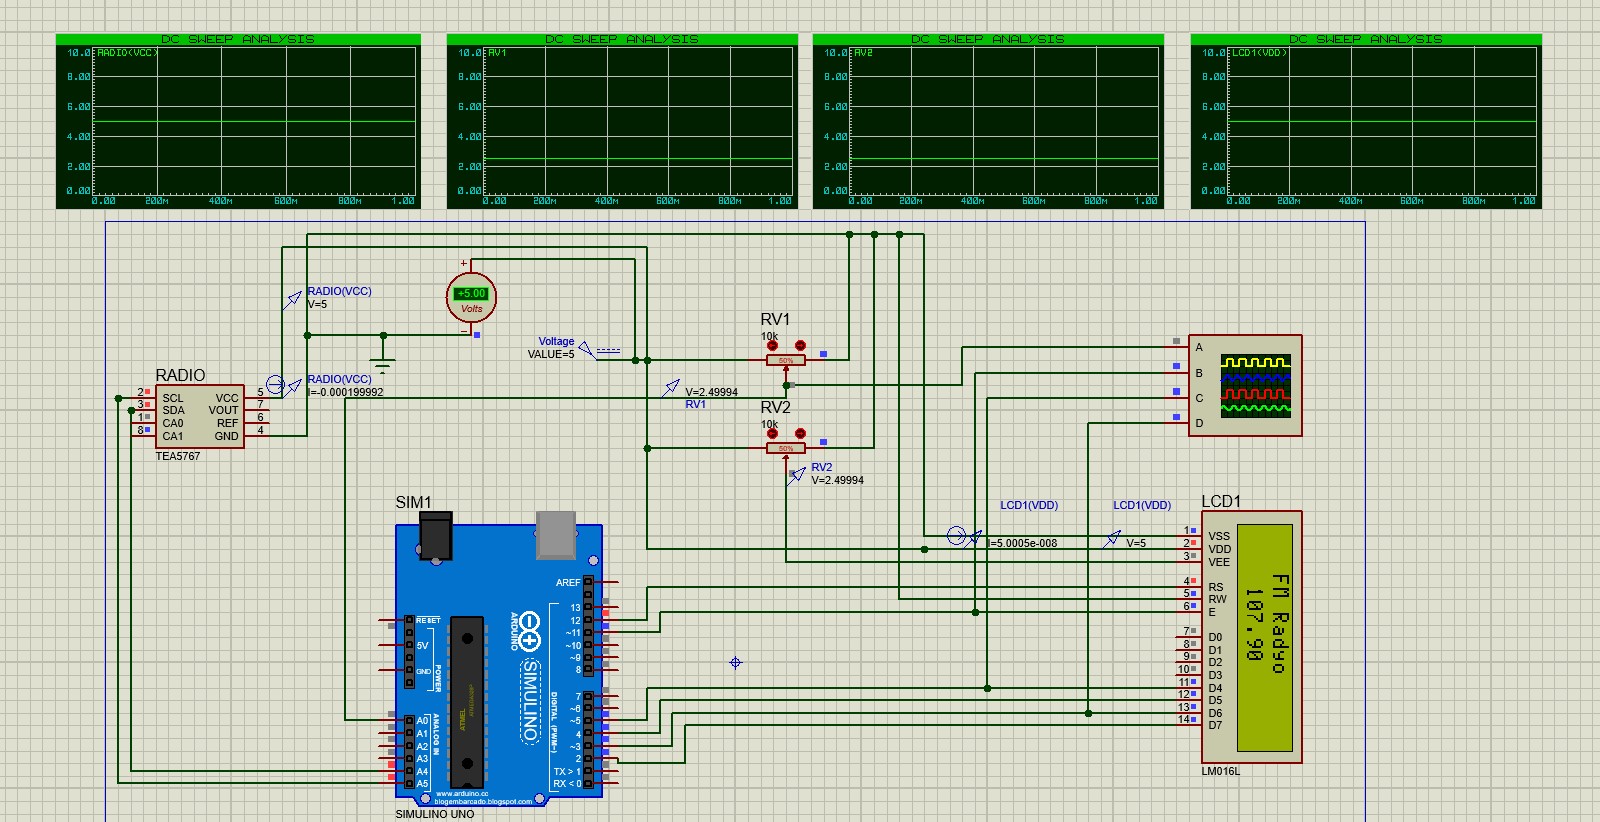 DC SWEEP ANALYSIS
RADIO(VCC)
10.0
8.00
6.00
4.00
2.00
0.00
0.00 200m 400m 600m 800m 1.00
DC SWEEP ANALYSIS
RV1
10.0
8.00
6.00
4.00
2.00
0.00
0.00 200m 400m 600m 800m 1.00
DC SWEEP ANALYSIS
RV2
10.0
8.00
6.00
4.00
2.00
0.00
0.00 200m 400m 600m 800m 1.00
DC SWEEP ANALYSIS
LCD1(VDD)
10.0
8.00
6.00
4.00
2.00
0.00
0.00 200m 400m 600m 800m 1.00
RADIO(VCC)
V=5
+
+5.00
Volts
Voltage
VALUE=5
RV1
10k
50%
V=2.49994
RV1
RADIO(VCC)
I=-0.000199992
RADIO
2 SCL VCC 5
3 SDA VOUT 7
1 CA0 REF 6
8 CA1 GND 4
TEA5767
RV2
10k
50%
RV2
V=2.49994
A
B
C
D
LCD1(VDD)
I=5.0005e-008
LCD1(VDD)
V=5
LCD1
1 VSS
2 VDD
3 VEE
4 RS
5 RW
6 E
7 D0
8 D1
9 D2
10 D3
11 D4
12 D5
13 D6
14 D7
FM Radyo
107.90
LM016L
SIM1
AREF
13
12
~11
~10
~9
8
7
~6
~5
4
~3
2
TX > 1
RX < 0
RESET
5V
GND
POWER
A0
A1
A2
A3
A4
A5
ANALOG IN
ATMEL
ARDUINO
SIMULINO
DIGITAL (PWM~)
www.arduino.cc
blogembarcado.blogspot.com
SIMULINO UNO